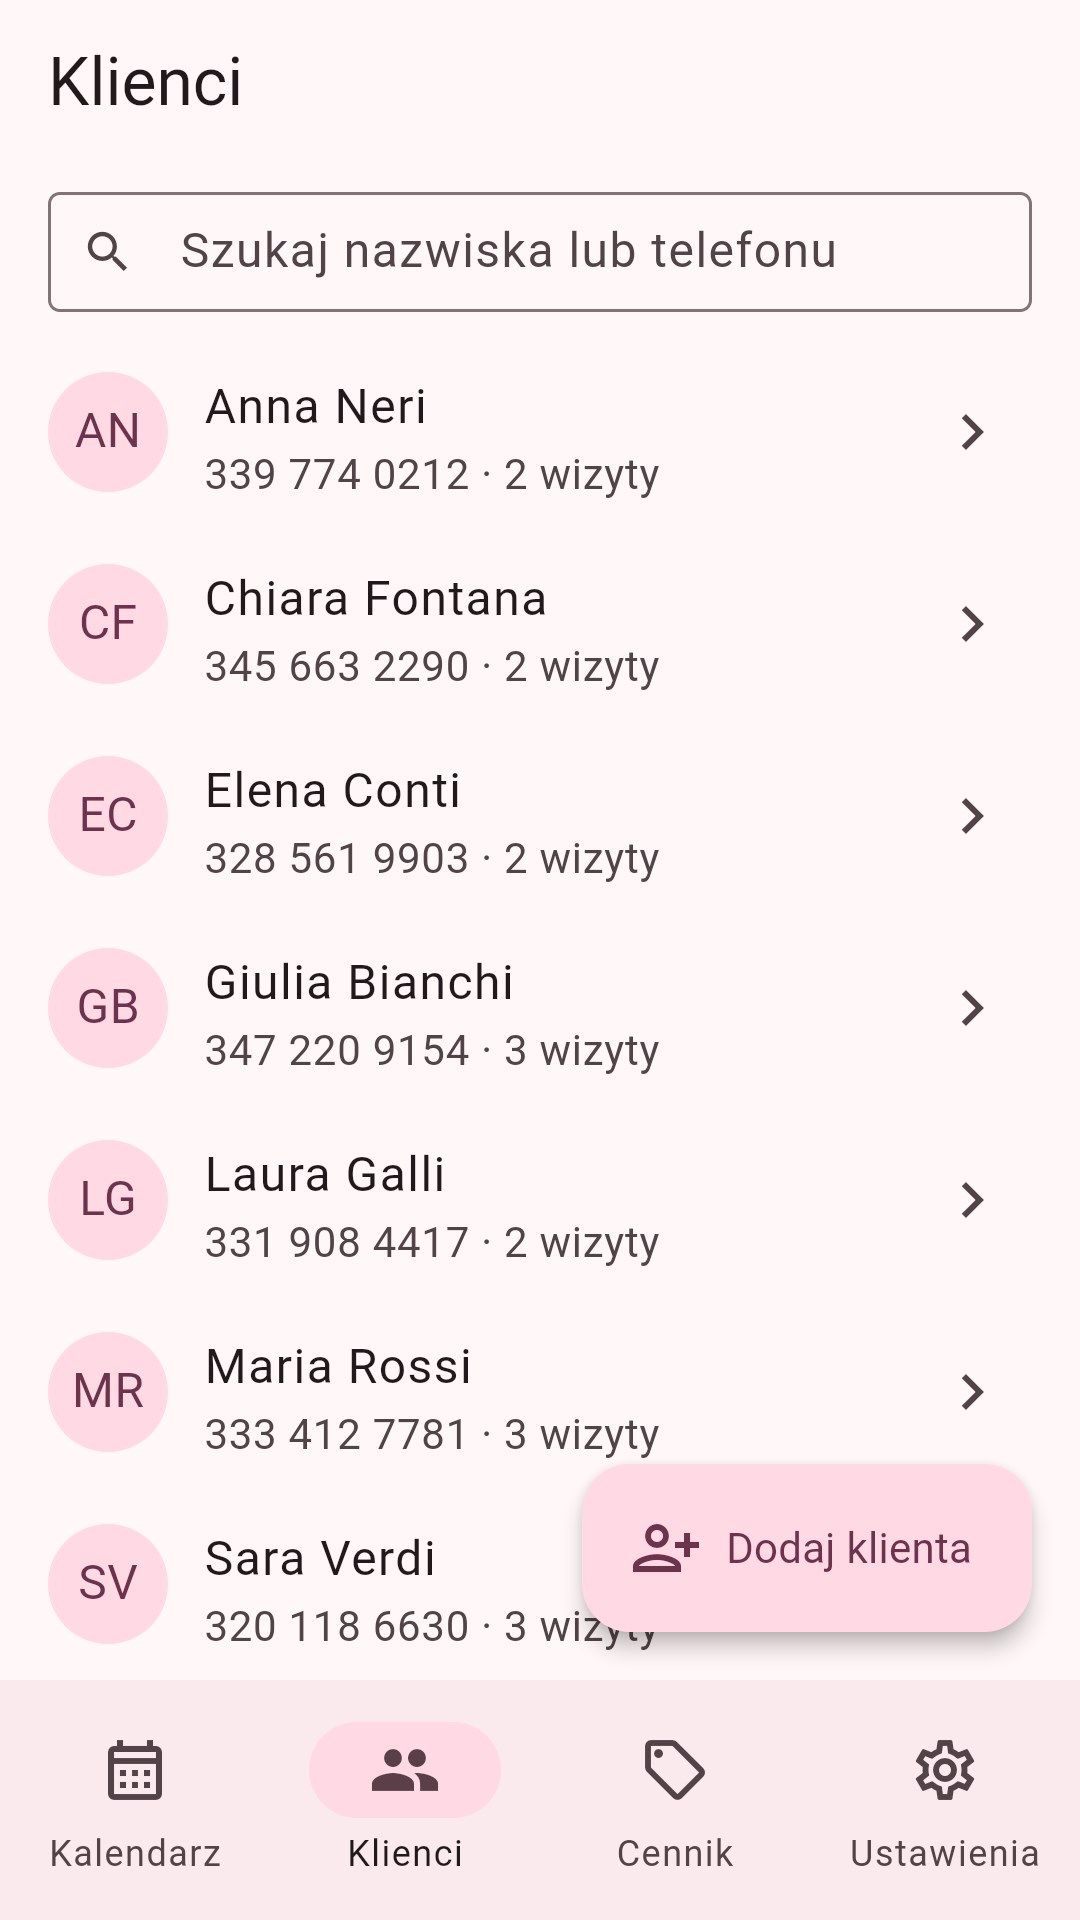 Klienci
Szukaj nazwiska lub telefonu
AN
Anna Neri
339 774 0212 · 2 wizyty
CF
Chiara Fontana
345 663 2290 · 2 wizyty
EC
Elena Conti
328 561 9903 · 2 wizyty
GB
Giulia Bianchi
347 220 9154 · 3 wizyty
LG
Laura Galli
331 908 4417 · 2 wizyty
MR
Maria Rossi
333 412 7781 · 3 wizyty
SV
Sara Verdi
320 118 6630 · 3 wizyty
Dodaj klienta
Kalendarz
Klienci
Cennik
Ustawienia